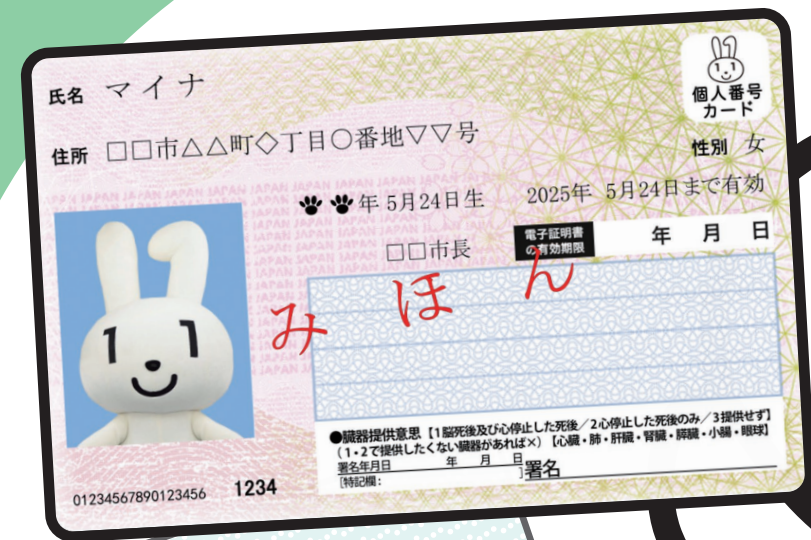 氏名 マイナ
個人番号
カード
住所 □□市△△町◇丁目○番地▽▽号
性別 女
年 5月24日生 2025年 5月24日まで有効
□□市長
電子証明書
の有効期限
年 月 日
みほん
JAPAN JAPAN JAPAN JAPAN JAPAN JAPAN
●臓器提供意思【1脳死後及び心停止した死後/2心停止した死後のみ/3提供せず】
(1・2で提供したくない臓器があれば×)【心臓・肺・肝臓・腎臓・膵臓・小腸・眼球】
署名年月日 年 月 日
[特記欄: ]署名
01234567890123456 1234